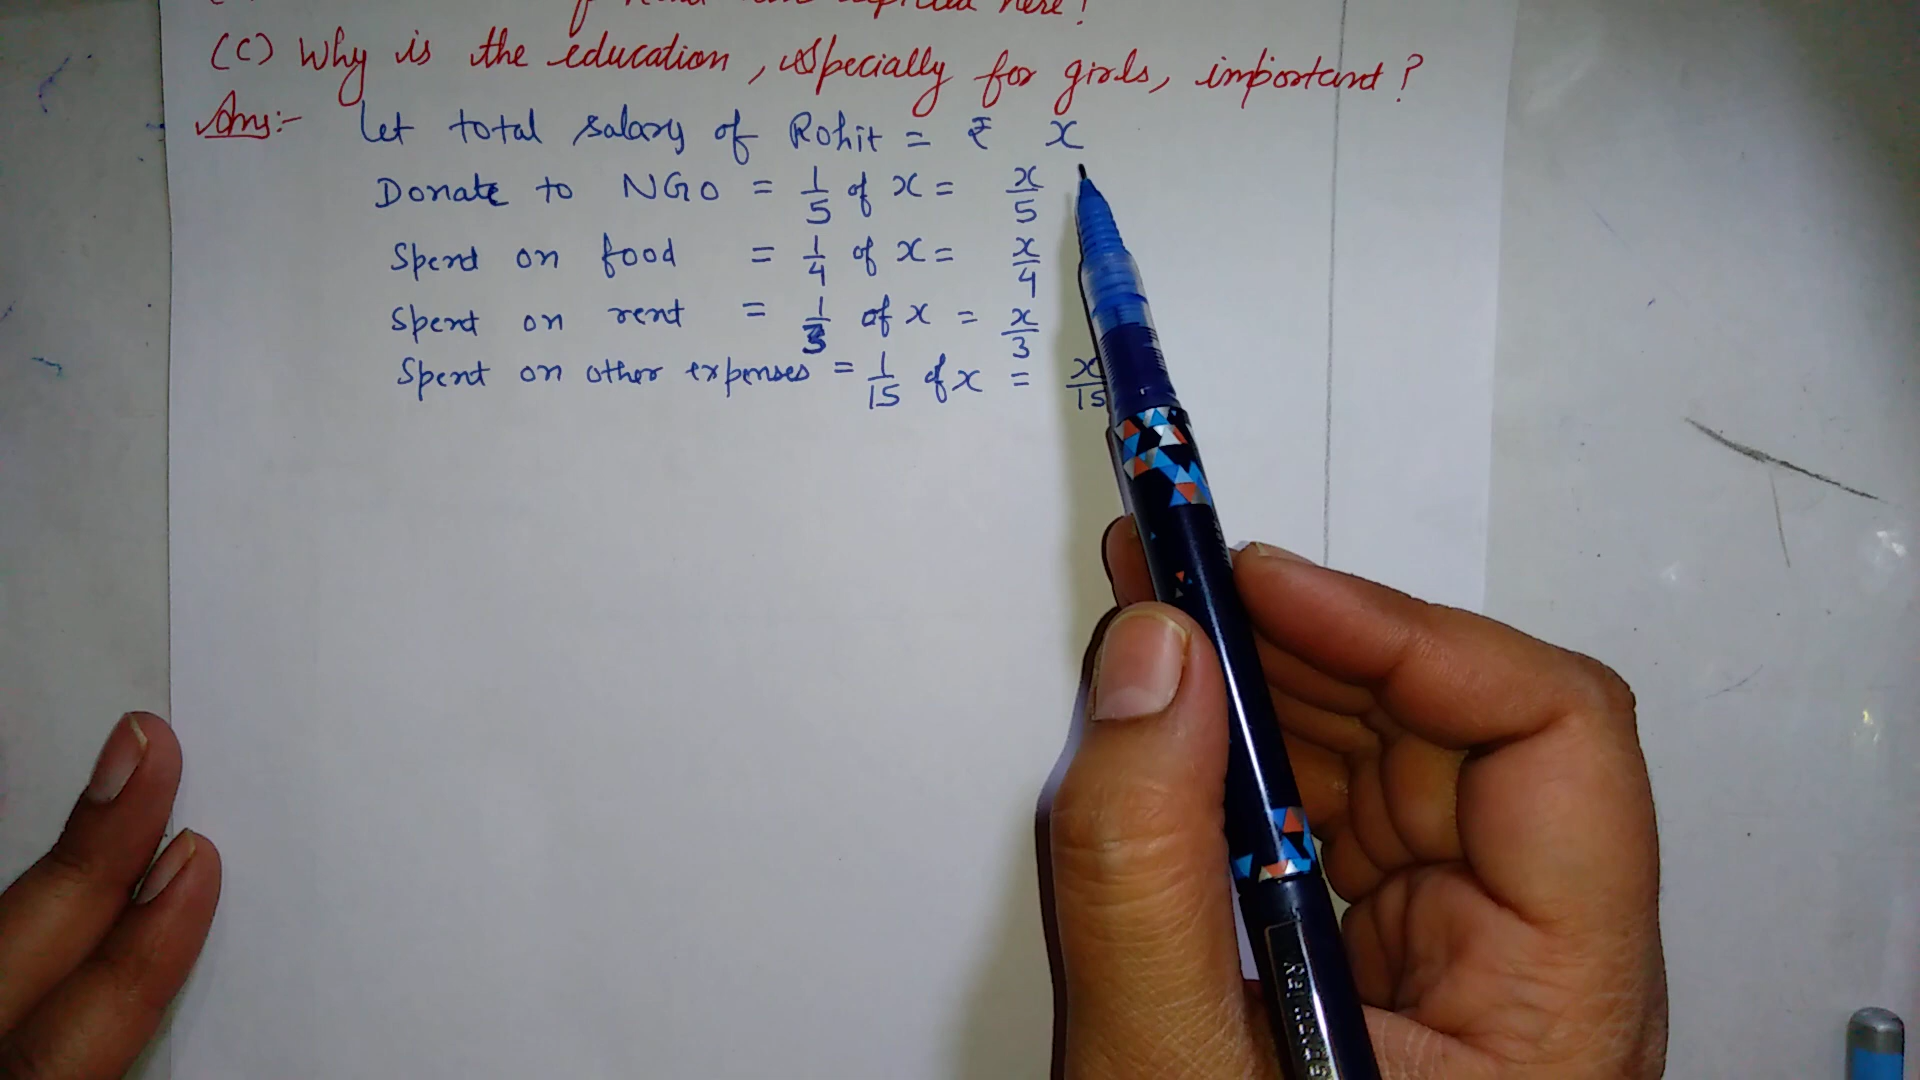 here!
(C) Why is the education, especially for girls, important?
Ans:- Let total salary of Rohit = ₹ x
Donate to NGO = 1/5 of x = x/5
Spend on food = 1/4 of x = x/4
Spent on rent = 1/3 of x = x/3
Spent on other expenses = 1/15 of x = x/15